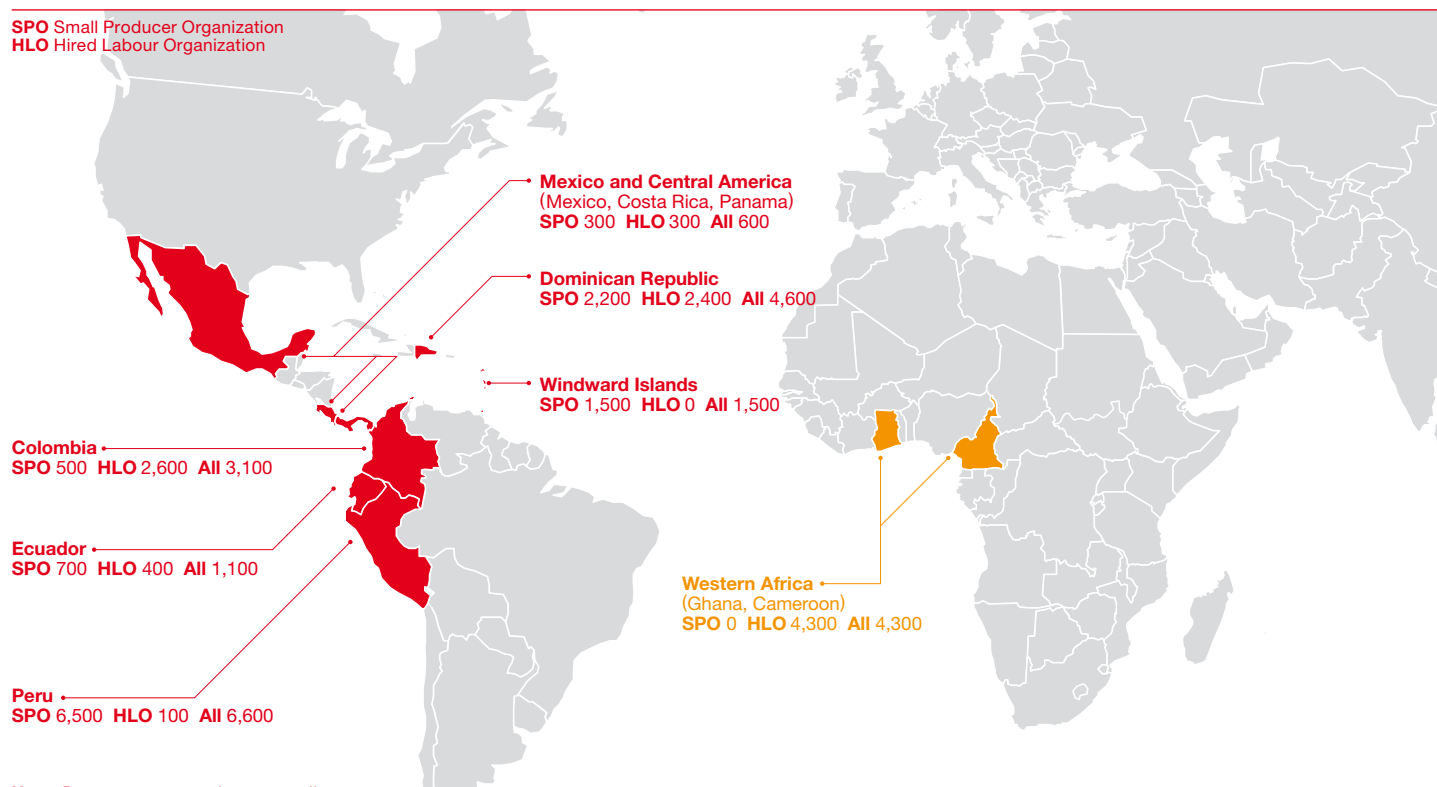 SPO Small Producer Organization
HLO Hired Labour Organization
Mexico and Central America
(Mexico, Costa Rica, Panama)
SPO 300 HLO 300 All 600
Dominican Republic
SPO 2,200 HLO 2,400 All 4,600
Windward Islands
SPO 1,500 HLO 0 All 1,500
Colombia
SPO 500 HLO 2,600 All 3,100
Ecuador
SPO 700 HLO 400 All 1,100
Western Africa
(Ghana, Cameroon)
SPO 0 HLO 4,300 All 4,300
Peru
SPO 6,500 HLO 100 All 6,600